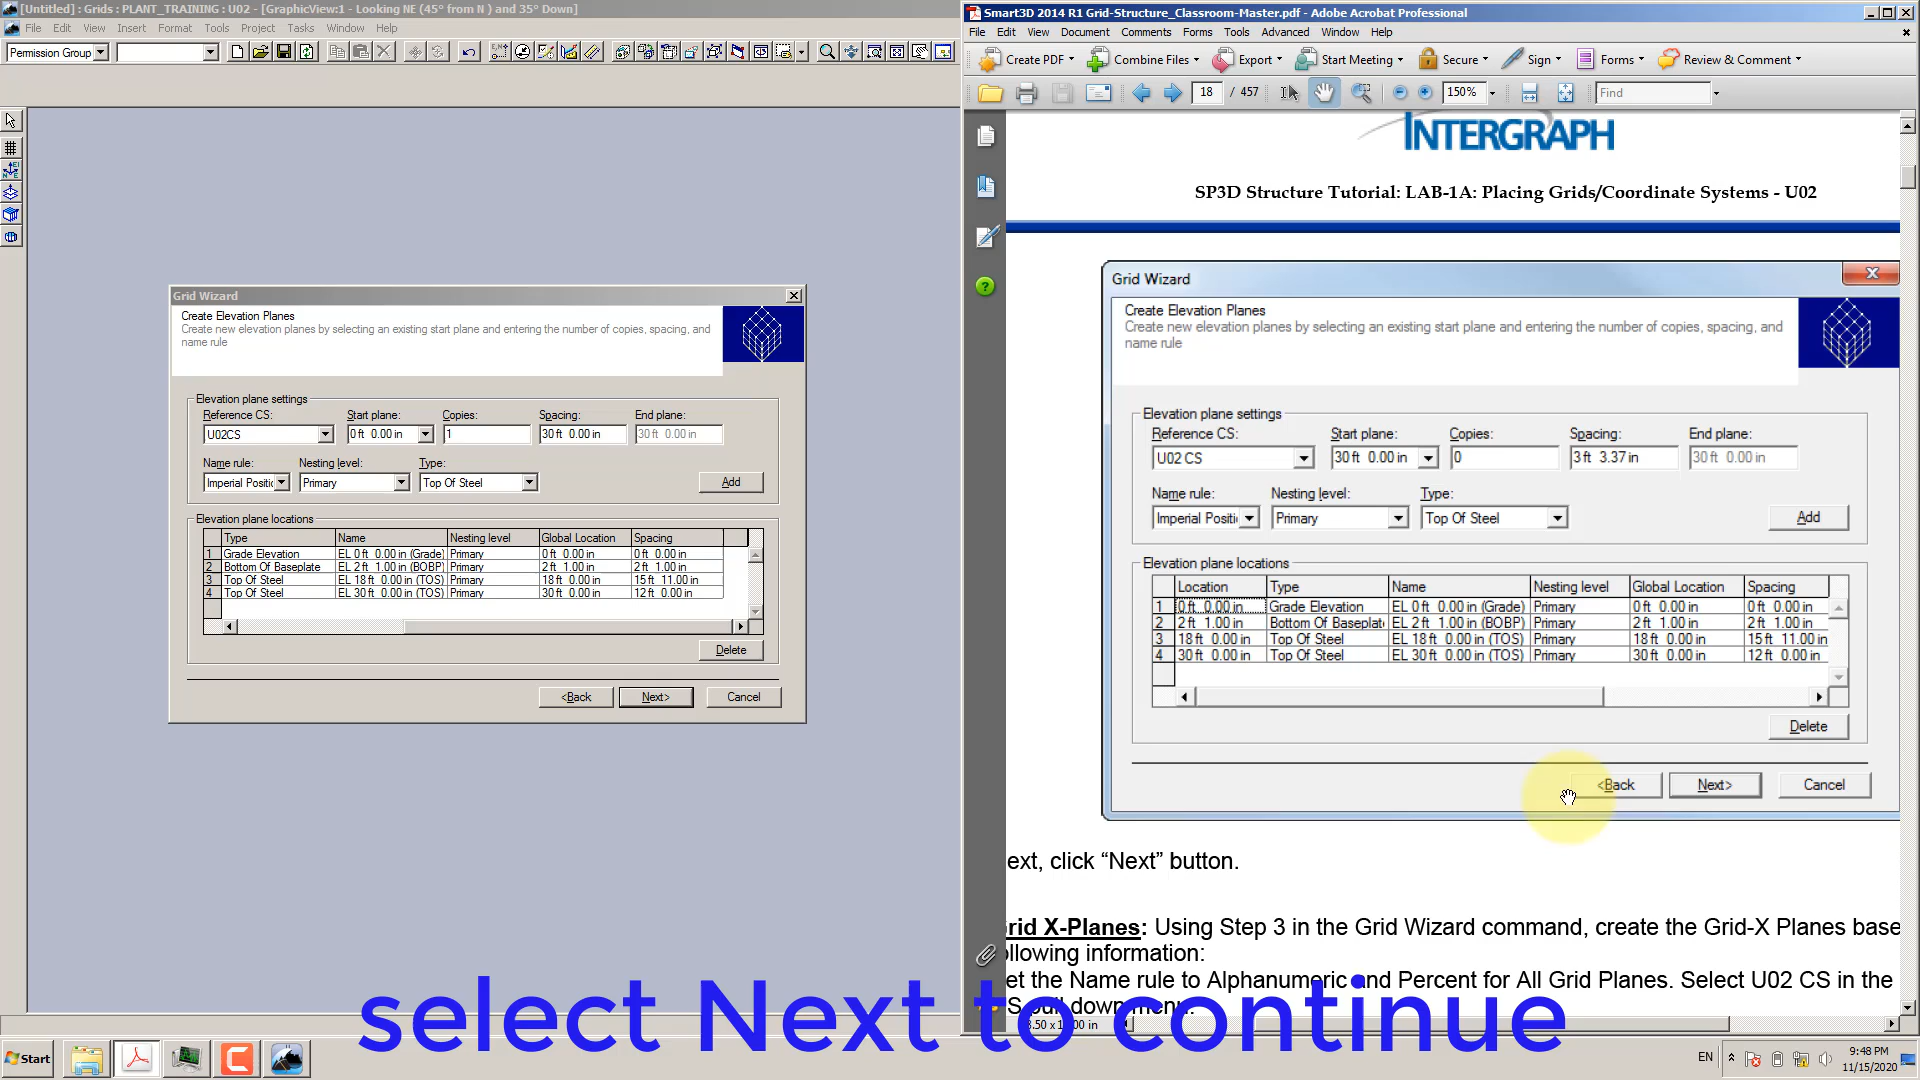 [Untitled] : Grids : PLANT_TRAINING : U02 - [GraphicView:1 - Looking NE (45° from N ) and 35° Down]
File Edit View Insert Format Tools Project Tasks Window Help
Permission Group
Grid Wizard
Create Elevation Planes
Create new elevation planes by selecting an existing start plane and entering the number of copies, spacing, and
name rule
Elevation plane settings
Reference CS: Start plane: Copies: Spacing: End plane:
U02CS 0 ft 0.00 in 1 30 ft 0.00 in 30 ft 0.00 in
Name rule: Nesting level: Type:
Imperial Positic Primary Top Of Steel Add
Elevation plane locations
Type Name Nesting level Global Location Spacing
1 Grade Elevation EL 0 ft 0.00 in (Grade) Primary 0 ft 0.00 in 0 ft 0.00 in
2 Bottom Of Baseplate EL 2 ft 1.00 in (BOBP) Primary 2 ft 1.00 in 2 ft 1.00 in
3 Top Of Steel EL 18 ft 0.00 in (TOS) Primary 18 ft 0.00 in 15 ft 11.00 in
4 Top Of Steel EL 30 ft 0.00 in (TOS) Primary 30 ft 0.00 in 12 ft 0.00 in
Delete
<Back Next> Cancel
Smart3D 2014 R1 Grid-Structure_Classroom-Master.pdf - Adobe Acrobat Professional
File Edit View Document Comments Forms Tools Advanced Window Help
Create PDF Combine Files Export Start Meeting Secure Sign Forms Review & Comment
18 / 457 150% Find
INTERGRAPH
SP3D Structure Tutorial: LAB-1A: Placing Grids/Coordinate Systems - U02
Grid Wizard
Create Elevation Planes
Create new elevation planes by selecting an existing start plane and entering the number of copies, spacing, and
name rule
Elevation plane settings
Reference CS: Start plane: Copies: Spacing: End plane:
U02 CS 30 ft 0.00 in 0 3 ft 3.37 in 30 ft 0.00 in
Name rule: Nesting level: Type:
Imperial Positi Primary Top Of Steel Add
Elevation plane locations
Location Type Name Nesting level Global Location Spacing
1 0 ft 0.00 in Grade Elevation EL 0 ft 0.00 in (Grade) Primary 0 ft 0.00 in 0 ft 0.00 in
2 2 ft 1.00 in Bottom Of Baseplate EL 2 ft 1.00 in (BOBP) Primary 2 ft 1.00 in 2 ft 1.00 in
3 18 ft 0.00 in Top Of Steel EL 18 ft 0.00 in (TOS) Primary 18 ft 0.00 in 15 ft 11.00 in
4 30 ft 0.00 in Top Of Steel EL 30 ft 0.00 in (TOS) Primary 30 ft 0.00 in 12 ft 0.00 in
Delete
<Back Next> Cancel
ext, click “Next” button.
rid X-Planes: Using Step 3 in the Grid Wizard command, create the Grid-X Planes base
llowing information:
et the Name rule to Alphanumeric and Percent for All Grid Planes. Select U02 CS in the
S pull down menu.
select Next to continue
Start
EN
9:48 PM
11/15/2020